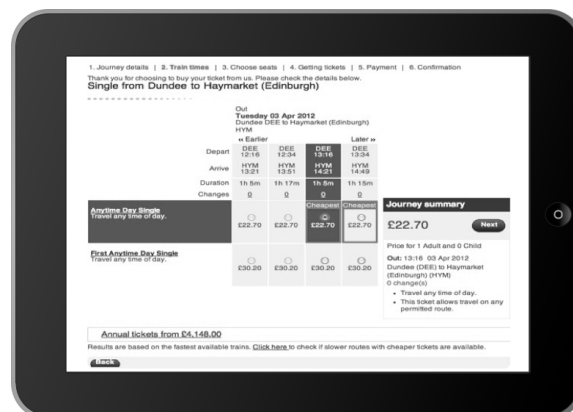 1. Journey details | 2. Train times | 3. Choose seats | 4. Getting tickets | 5. Payment | 6. Confirmation
Thank you for choosing to buy your ticket from us. Please check the details below.
Single from Dundee to Haymarket (Edinburgh)
Out
Tuesday 03 Apr 2012
Dundee DEE to Haymarket (Edinburgh)
HYM
« Earlier Later »
Depart DEE 12:16 DEE 12:34 DEE 13:16 DEE 13:34
Arrive HYM 13:21 HYM 13:51 HYM 14:21 HYM 14:49
Duration 1h 5m 1h 17m 1h 5m 1h 15m
Changes 0 0 0 0
Cheapest Cheapest
Anytime Day Single
Travel any time of day.
£22.70 £22.70 £22.70 £22.70
First Anytime Day Single
Travel any time of day.
£30.20 £30.20 £30.20 £30.20
Journey summary
£22.70 Next
Price for 1 Adult and 0 Child
Out: 13:16 03 Apr 2012
Dundee (DEE) to Haymarket
(Edinburgh) (HYM)
0 change(s)
• Travel any time of day.
• This ticket allows travel on any
permitted route.
Annual tickets from £4,148.00
Results are based on the fastest available trains. Click here to check if slower routes with cheaper tickets are available.
Back